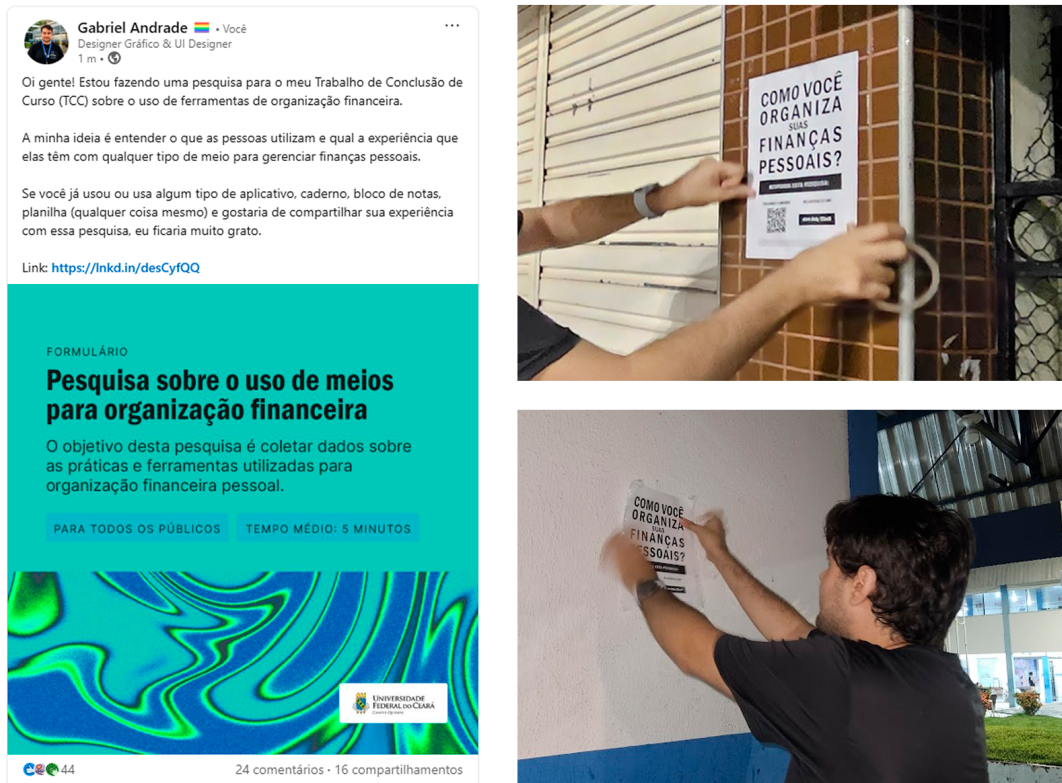 Gabriel Andrade • Você
Designer Gráfico & UI Designer
1 m •
Oi gente! Estou fazendo uma pesquisa para o meu Trabalho de Conclusão de
Curso (TCC) sobre o uso de ferramentas de organização financeira.
A minha ideia é entender o que as pessoas utilizam e qual a experiência que
elas têm com qualquer tipo de meio para gerenciar finanças pessoais.
Se você já usou ou usa algum tipo de aplicativo, caderno, bloco de notas,
planilha (qualquer coisa mesmo) e gostaria de compartilhar sua experiência
com essa pesquisa, eu ficaria muito grato.
Link: https://lnkd.in/desCyfQQ
FORMULÁRIO
Pesquisa sobre o uso de meios
para organização financeira
O objetivo desta pesquisa é coletar dados sobre
as práticas e ferramentas utilizadas para
organização financeira pessoal.
PARA TODOS OS PÚBLICOS
TEMPO MÉDIO: 5 MINUTOS
UNIVERSIDADE
FEDERAL DO CEARÁ
44
24 comentários • 16 compartilhamentos
COMO VOCÊ
ORGANIZA
SUAS
FINANÇAS
PESSOAIS?
RESPONDA ESTA PESQUISA:
COMO VOCÊ
ORGANIZA
SUAS
FINANÇAS
ESSOAIS?